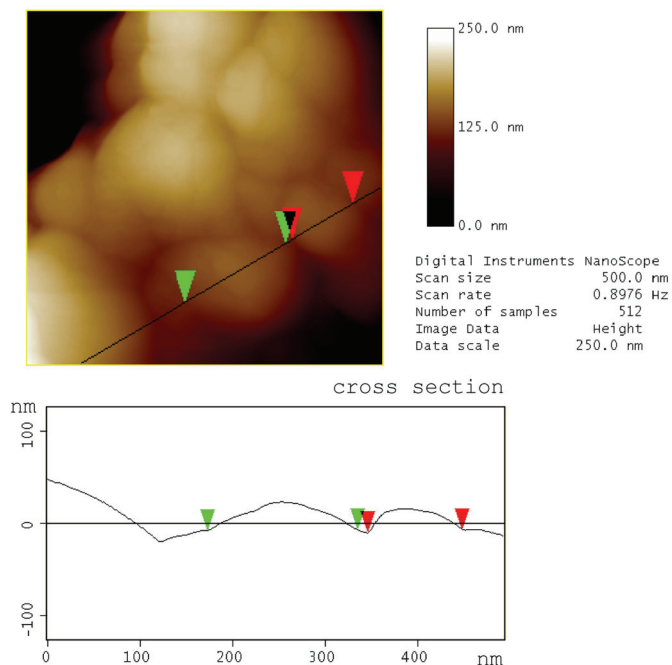 250.0 nm
125.0 nm
0.0 nm
Digital Instruments NanoScope
Scan size 500.0 nm
Scan rate 0.8976 Hz
Number of samples 512
Image Data Height
Data scale 250.0 nm
cross section
nm
100
0
-100
0 100 200 300 400 nm